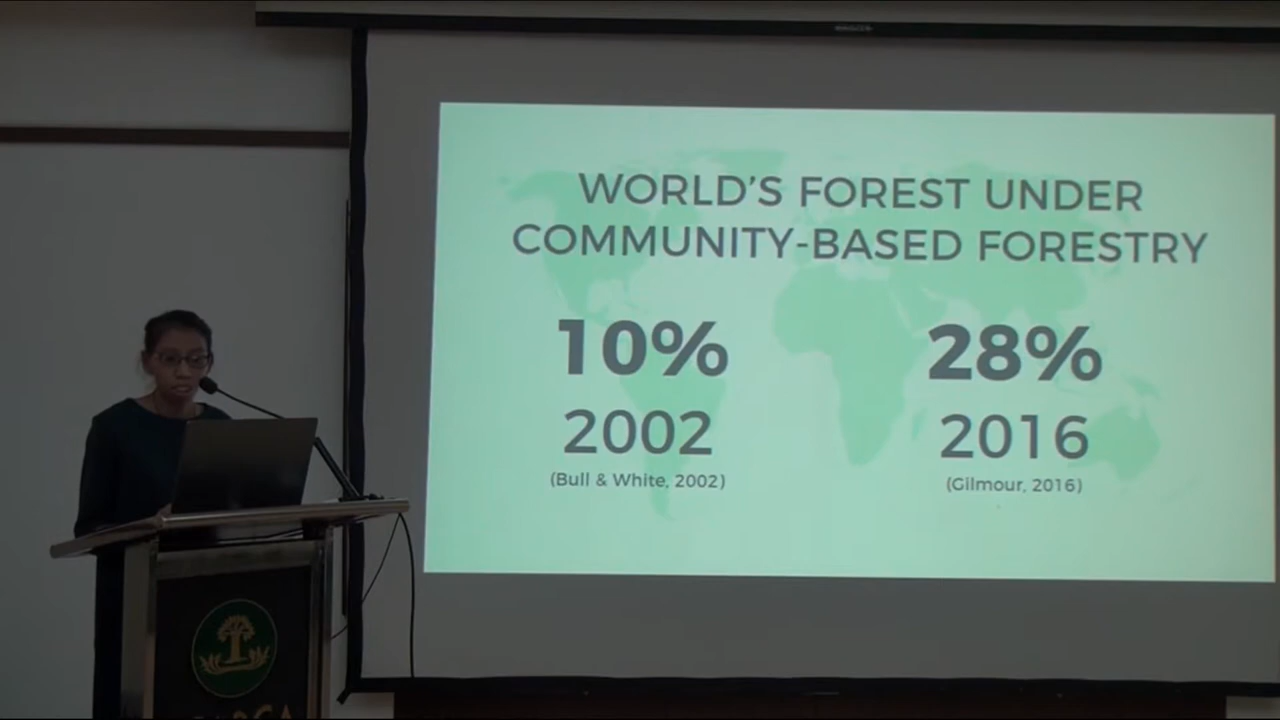 WORLD'S FOREST UNDER
COMMUNITY-BASED FORESTRY
10%
28%
2002
2016
(Bull & White, 2002)
(Gilmour, 2016)